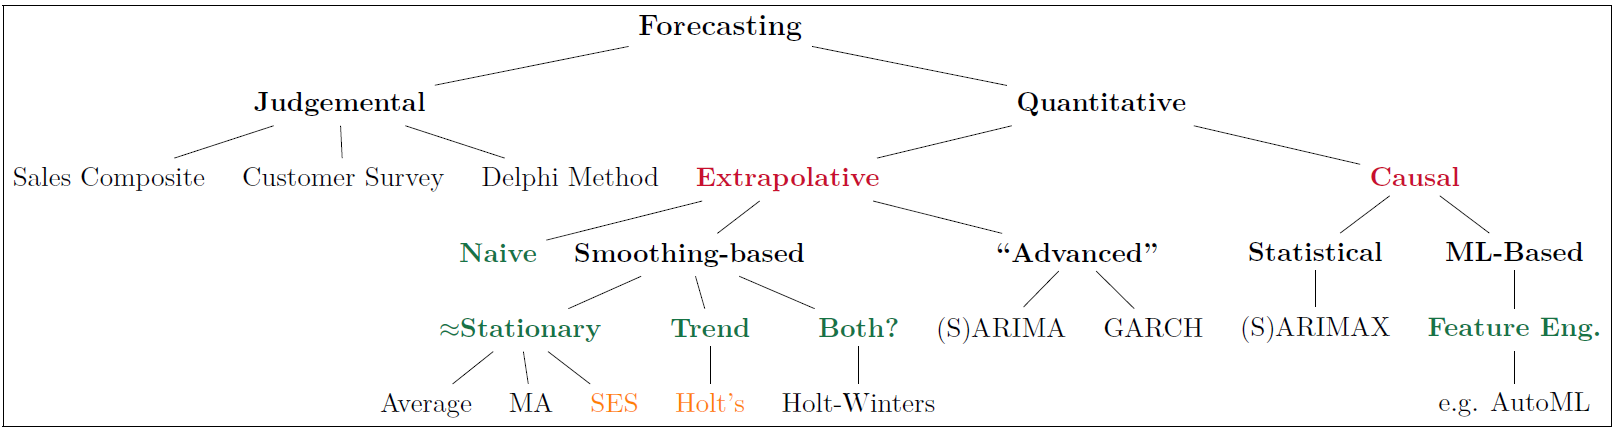 Forecasting
Judgemental Quantitative
Sales Composite Customer Survey Delphi Method Extrapolative Causal
Naive Smoothing-based “Advanced” Statistical ML-Based
≈Stationary Trend Both? (S)ARIMA GARCH (S)ARIMAX Feature Eng.
Average MA SES Holt's Holt-Winters e.g. AutoML